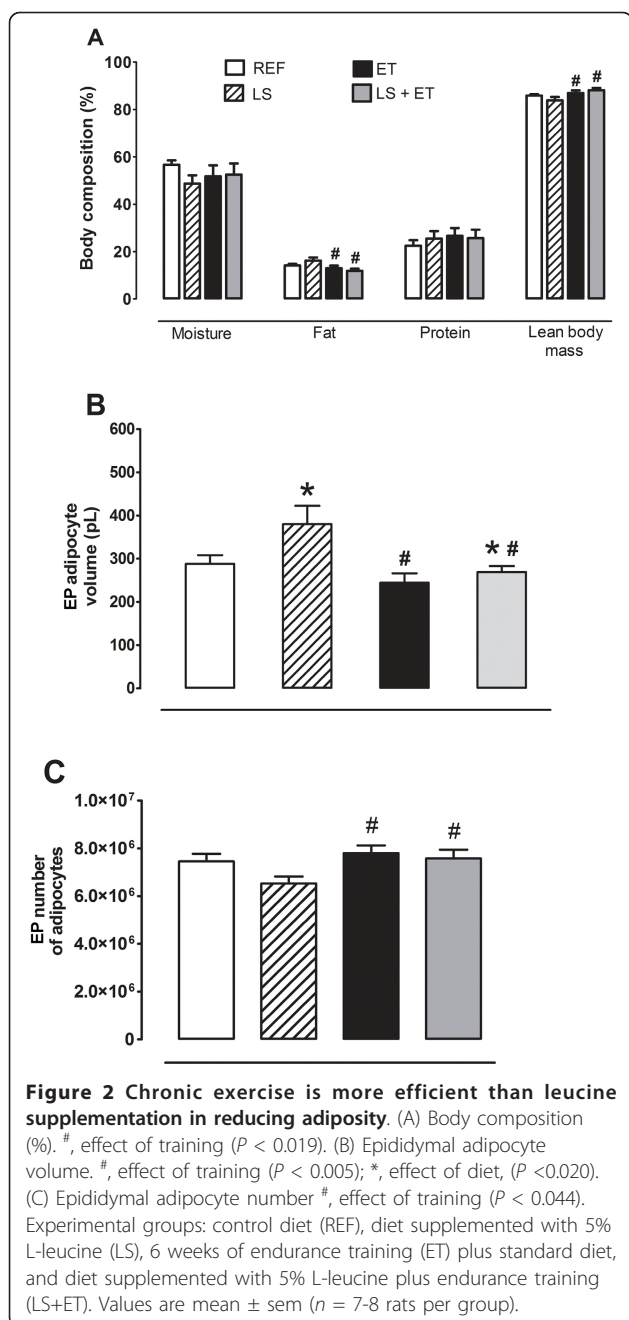 A
REF
ET
LS
LS + ET
# #
# #
Body composition (%)
100
80
60
40
20
0
Moisture
Fat
Protein
Lean body
mass
B
EP adipocyte
volume (pL)
600
500
400
300
200
100
0
*
#
* #
C
EP number
of adipocytes
1.0×10⁷
8.0×10⁶
6.0×10⁶
4.0×10⁶
2.0×10⁶
0
#
#
Figure 2 Chronic exercise is more efficient than leucine
supplementation in reducing adiposity. (A) Body composition
(%). #, effect of training (P < 0.019). (B) Epididymal adipocyte
volume. #, effect of training (P < 0.005); *, effect of diet, (P <0.020).
(C) Epididymal adipocyte number #, effect of training (P < 0.044).
Experimental groups: control diet (REF), diet supplemented with 5%
L-leucine (LS), 6 weeks of endurance training (ET) plus standard diet,
and diet supplemented with 5% L-leucine plus endurance training
(LS+ET). Values are mean ± sem (n = 7-8 rats per group).